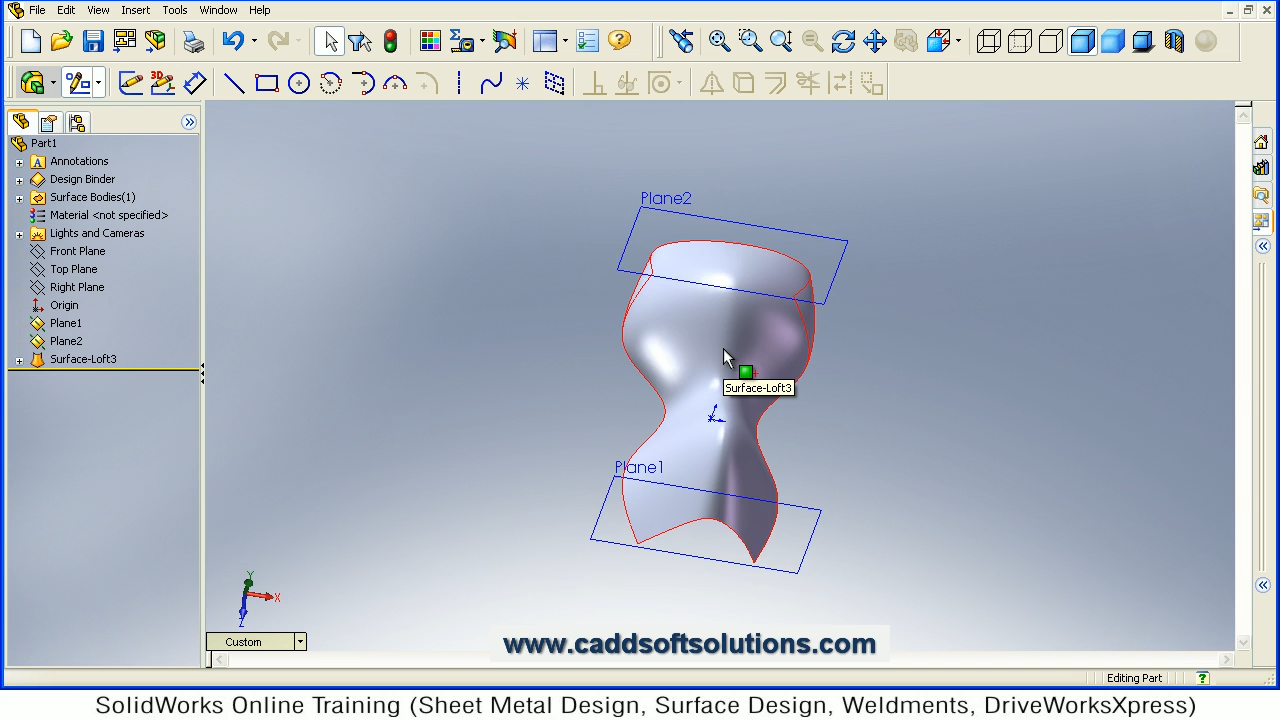 File Edit View Insert Tools Window Help
3D
Part1
Annotations
Design Binder
Surface Bodies(1)
Material <not specified>
Lights and Cameras
Front Plane
Top Plane
Right Plane
Origin
Plane1
Plane2
Surface-Loft3
Plane2
Surface-Loft3
Plane1
Y
X
Z
Custom
www.caddsoftsolutions.com
Editing Part
SolidWorks Online Training (Sheet Metal Design, Surface Design, Weldments, DriveWorksXpress)